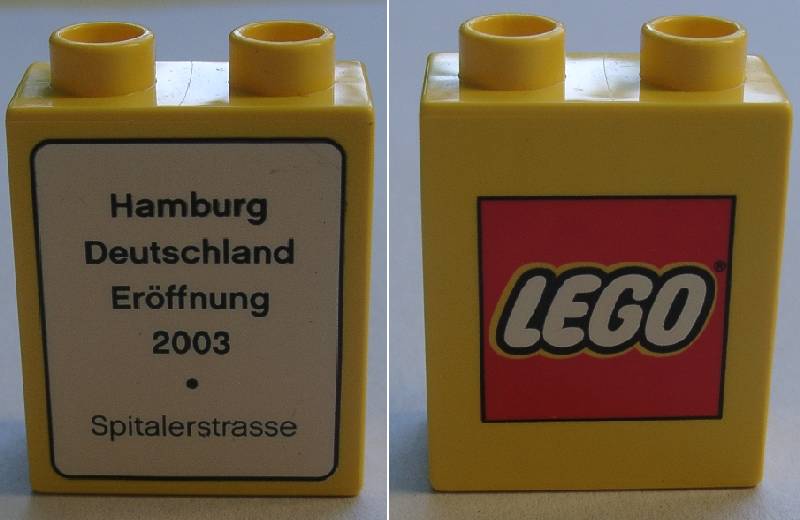 Hamburg
Deutschland
Eröffnung
2003
•
Spitalerstrasse
LEGO®